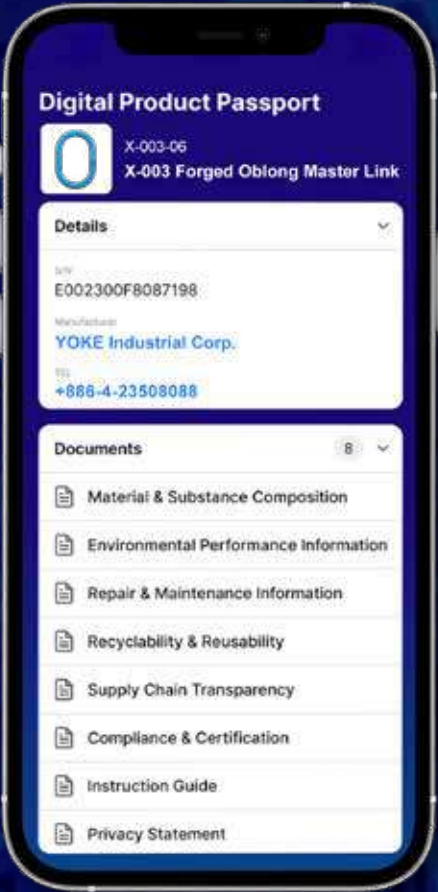 Digital Product Passport
X-003-06
X-003 Forged Oblong Master Link
Details
S/N
E002300F8087198
Manufacturer
YOKE Industrial Corp.
TEL
+886-4-23508088
Documents 8
Material & Substance Composition
Environmental Performance Information
Repair & Maintenance Information
Recyclability & Reusability
Supply Chain Transparency
Compliance & Certification
Instruction Guide
Privacy Statement